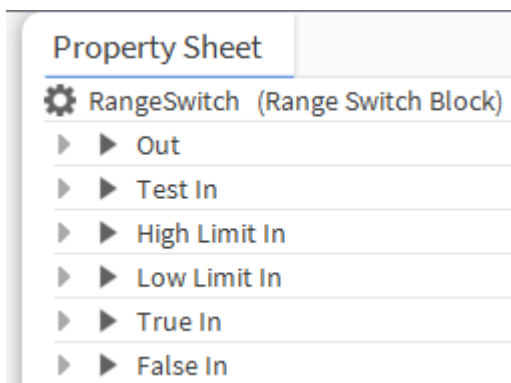 Property Sheet
RangeSwitch (Range Switch Block)
Out
Test In
High Limit In
Low Limit In
True In
False In